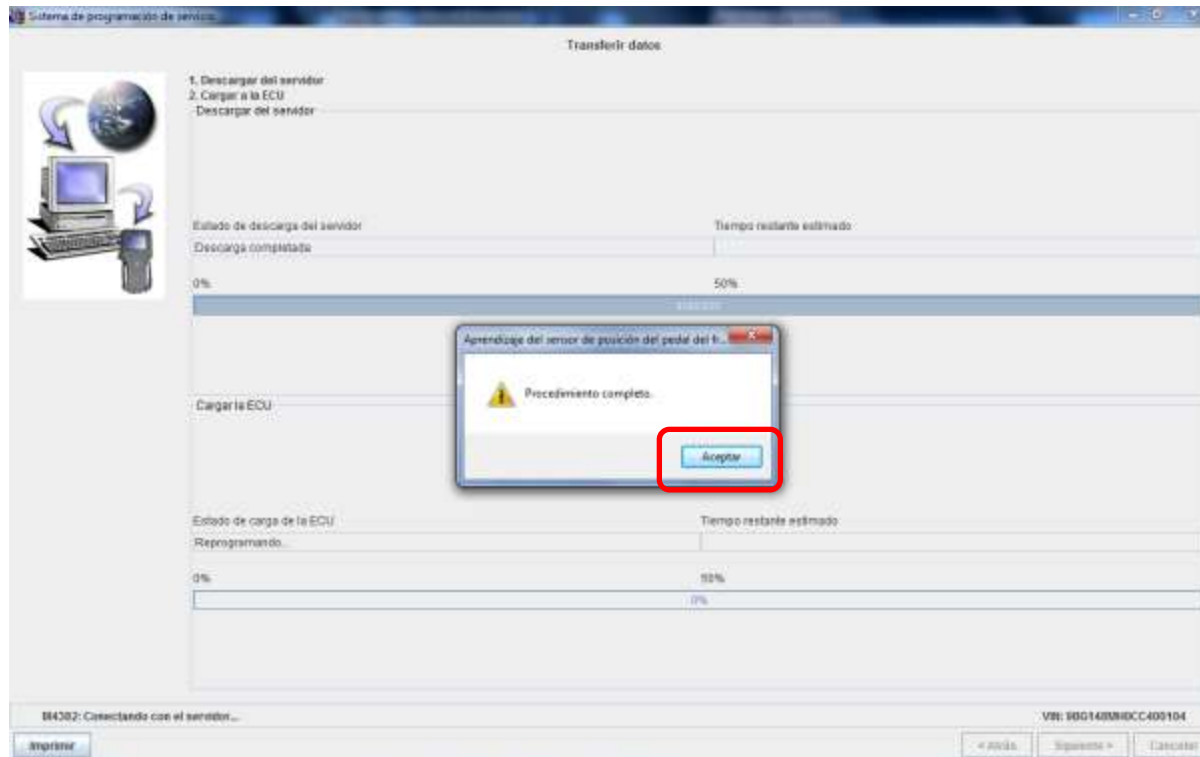 Sistema de programación de servicio
Transferir datos
1. Descargar del servidor
2. Cargar a la ECU
Descargar del servidor
Estado de descarga del servidor
Tiempo restante estimado
Descarga completada
0%
50%
Aprendizaje del sensor de posición del pedal del fr...
Procedimiento completo.
Aceptar
Cargar la ECU
Estado de carga de la ECU
Tiempo restante estimado
Reprogramando...
0%
50%
0%
Conectando con el servidor...
VIN:
Imprimir
< Atrás
Siguiente >
Cancelar